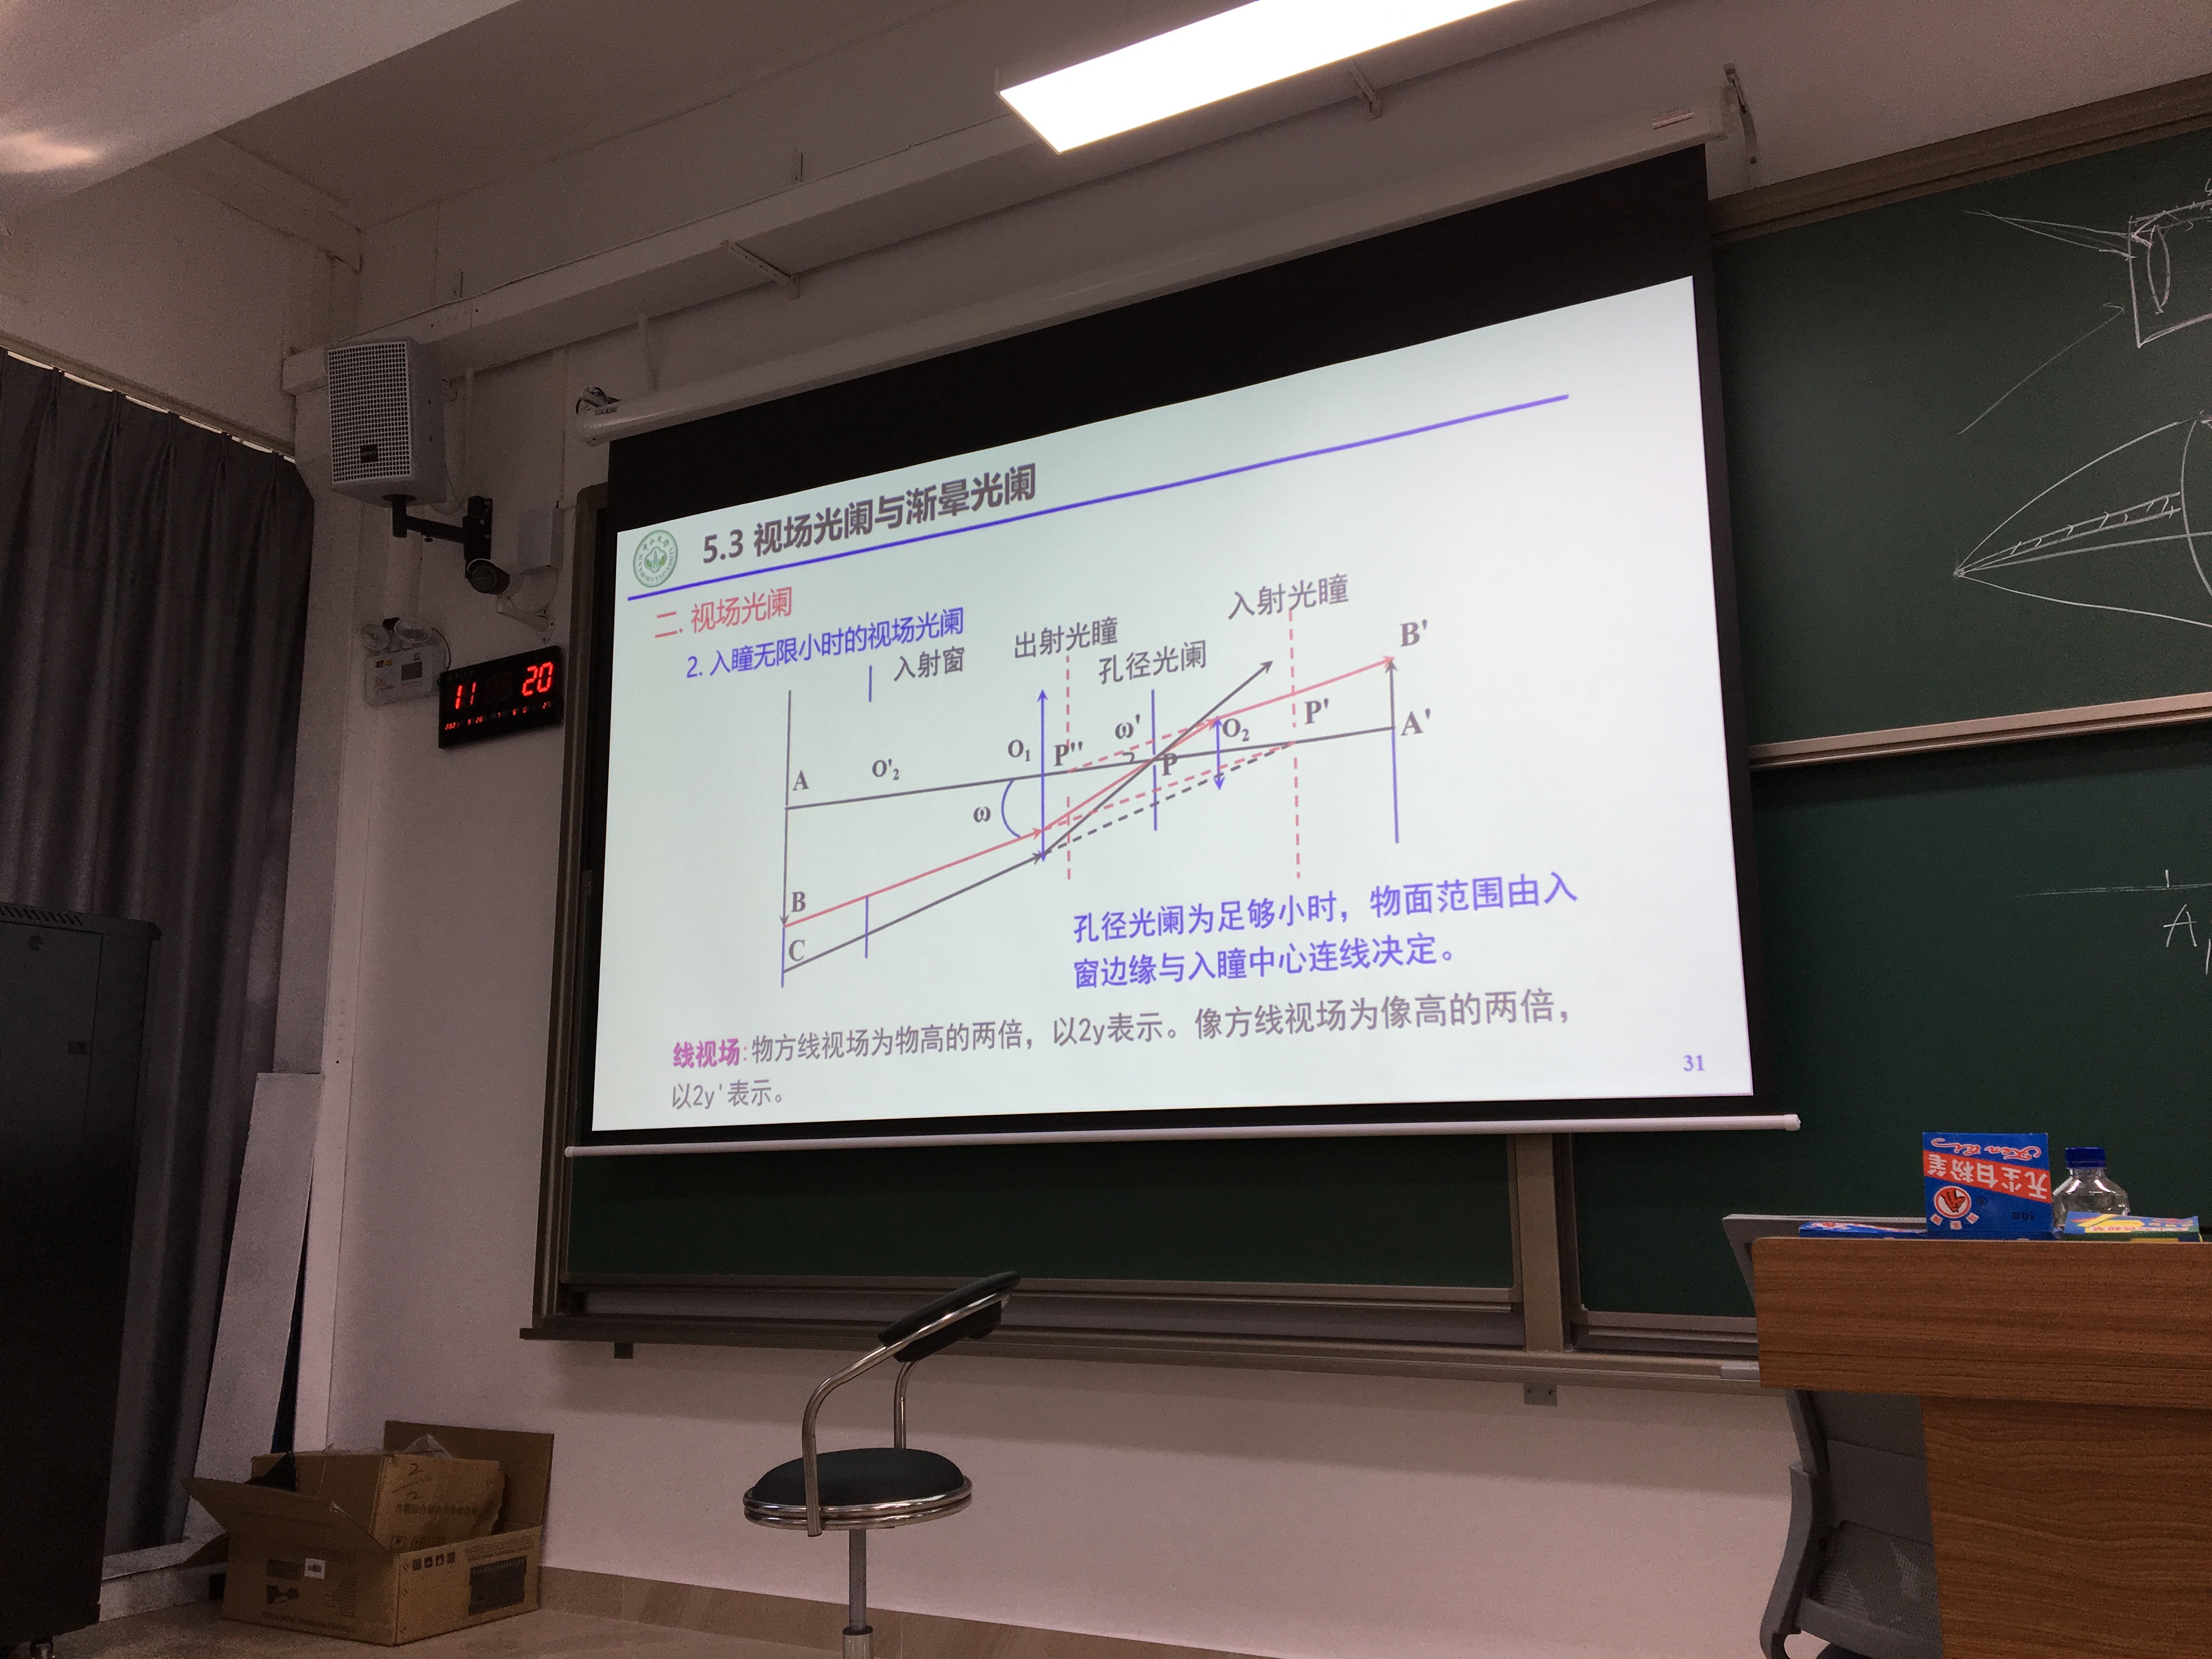 5.3 视场光阑与渐晕光阑
二. 视场光阑
2. 入瞳无限小时的视场光阑
入射窗
出射光瞳
孔径光阑
入射光瞳
B'
A'
P'
O₂
ω'
P
P''
O₁
O'₂
A
ω
B
C
孔径光阑为足够小时，物面范围由入
窗边缘与入瞳中心连线决定。
线视场:物方线视场为物高的两倍，以2y表示。像方线视场为像高的两倍，
以2y'表示。
31
11 20
无尘白粉笔
A